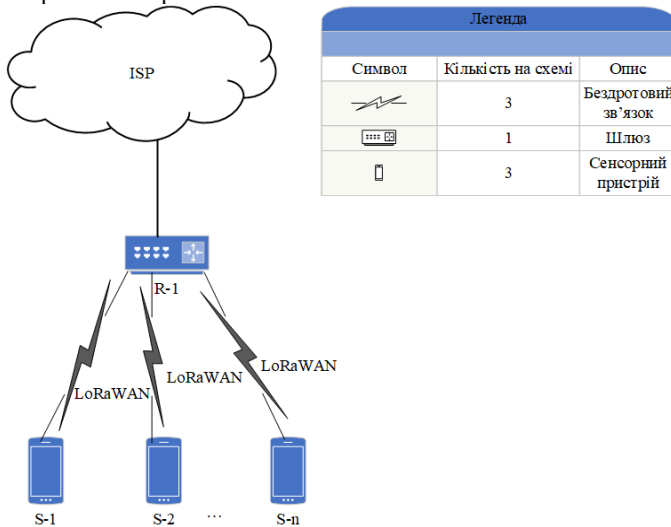 ISP
R-1
LoRaWAN
LoRaWAN
LoRaWAN
S-1
S-2
...
S-n
Легенда
Символ Кількість на схемі Опис
3 Бездротовий
зв’язок
1 Шлюз
3 Сенсорний
пристрій